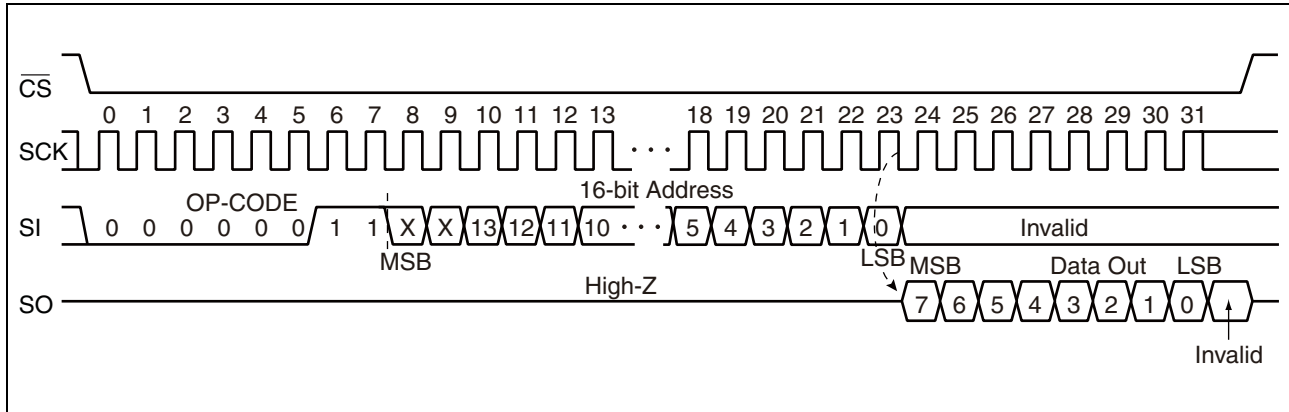 CS
0 1 2 3 4 5 6 7 8 9 10 11 12 13 18 19 20 21 22 23 24 25 26 27 28 29 30 31
SCK ···
OP-CODE 16-bit Address
SI 0 0 0 0 0 0 1 1 X X 13 12 11 10 ··· 5 4 3 2 1 0 Invalid
MSB LSB MSB Data Out LSB
High-Z
SO 7 6 5 4 3 2 1 0
Invalid